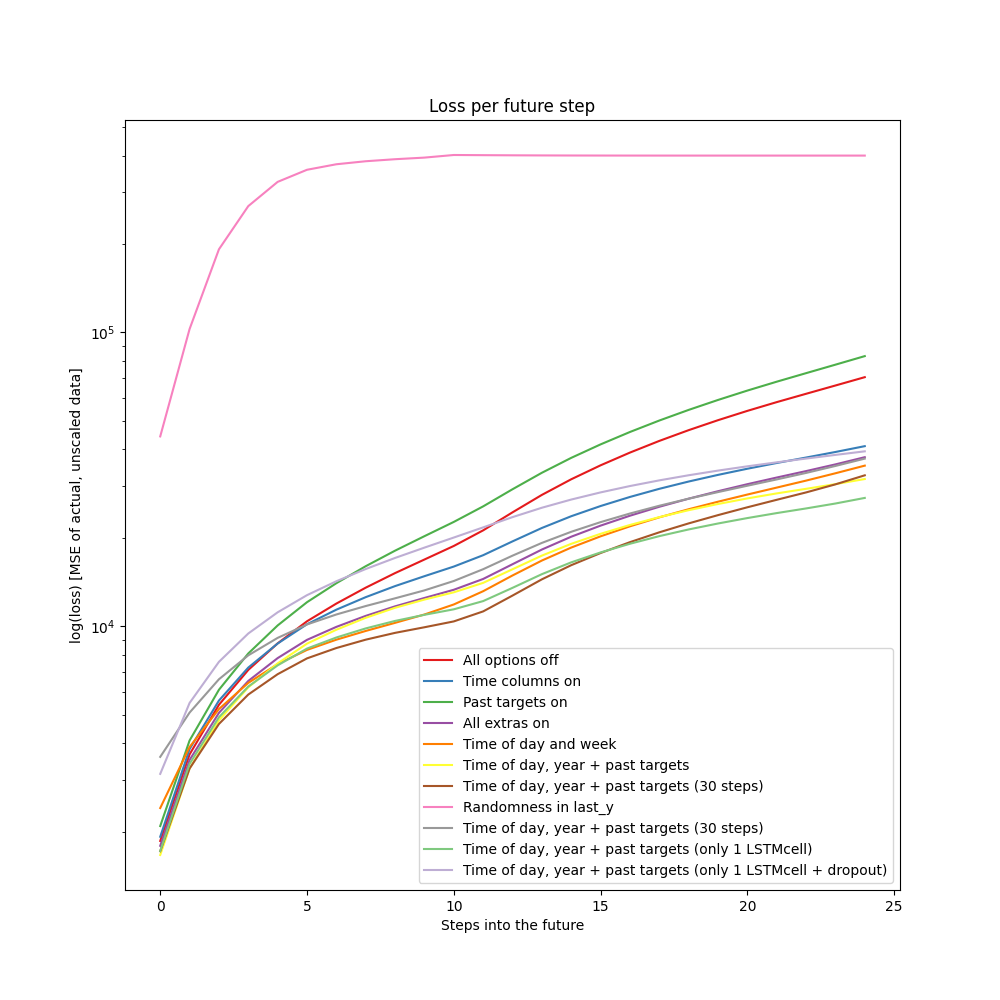 Loss per future step
log(loss) [MSE of actual, unscaled data]
10⁵
10⁴
All options off
Time columns on
Past targets on
All extras on
Time of day and week
Time of day, year + past targets
Time of day, year + past targets (30 steps)
Randomness in last_y
Time of day, year + past targets (30 steps)
Time of day, year + past targets (only 1 LSTMcell)
Time of day, year + past targets (only 1 LSTMcell + dropout)
0 5 10 15 20 25
Steps into the future